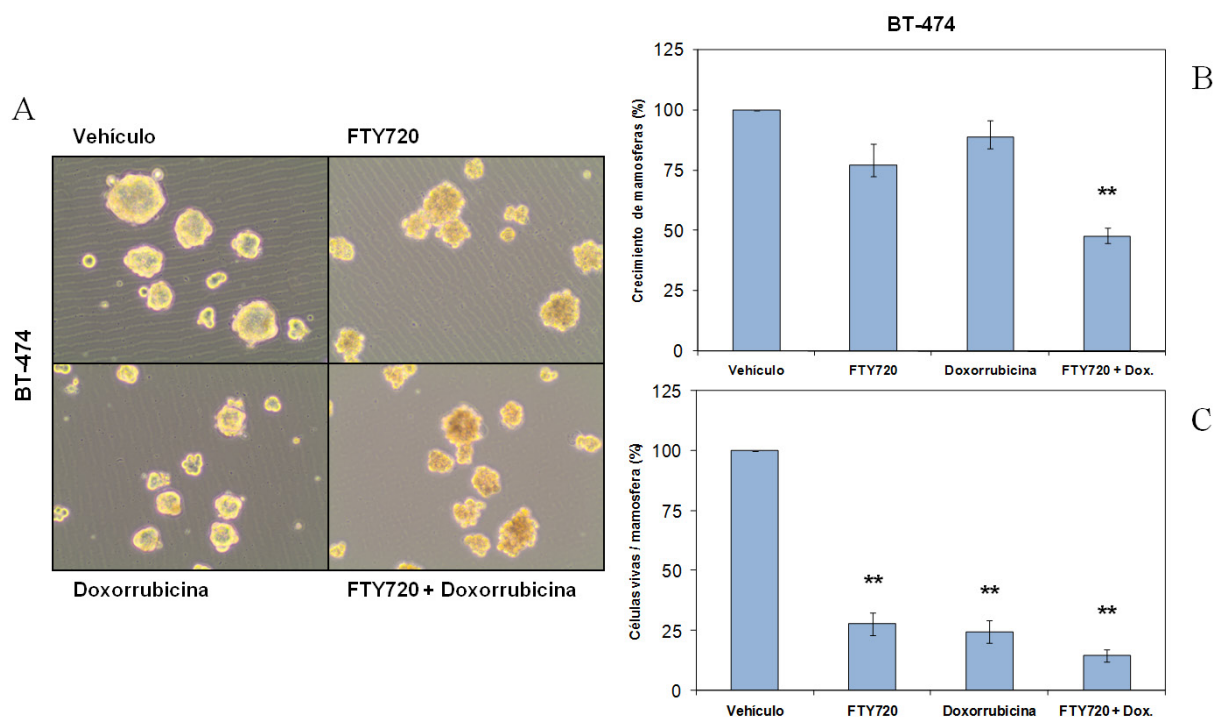 A
Vehículo
FTY720
BT-474
Doxorrubicina
FTY720 + Doxorrubicina
BT-474
B
Crecimiento de mamosferas (%)
125
100
75
50
25
0
**
Vehículo
FTY720
Doxorrubicina
FTY720 + Dox.
C
Células vivas / mamosfera (%)
125
100
75
50
25
0
**
**
**
Vehículo
FTY720
Doxorrubicina
FTY720 + Dox.